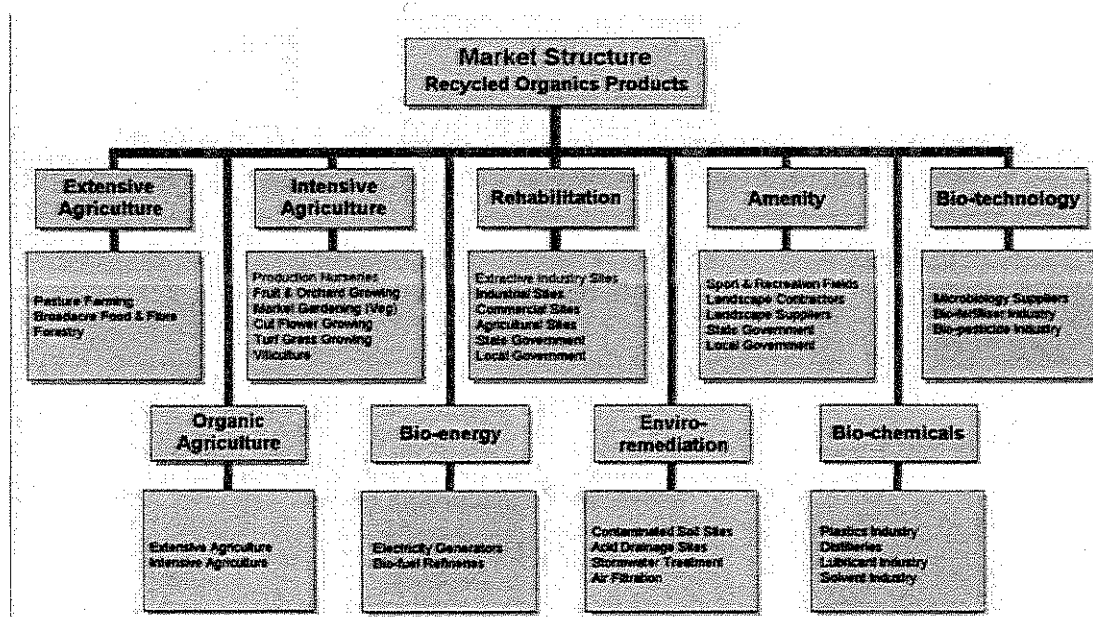 Market Structure
Recycled Organics Products
Extensive
Agriculture
Pasture Farming
Broadacre Food & Fibre
Forestry
Intensive
Agriculture
Production Nurseries
Fruit & Orchard Growing
Market Gardening (Veg)
Cut Flower Growing
Turf Grass Growing
Viticulture
Rehabilitation
Extractive Industry Sites
Industrial Sites
Commercial Sites
Agricultural Sites
State Government
Local Government
Amenity
Sport & Recreation Fields
Landscape Contractors
Landscape Suppliers
State Government
Local Government
Bio-technology
Microbiology Suppliers
Bio-fertiliser Industry
Bio-pesticide Industry
Organic
Agriculture
Extensive Agriculture
Intensive Agriculture
Bio-energy
Electricity Generators
Bio-fuel Refineries
Enviro-
remediation
Contaminated Soil Sites
Acid Drainage Sites
Stormwater Treatment
Air Filtration
Bio-chemicals
Plastics Industry
Distilleries
Lubricant Industry
Solvent Industry